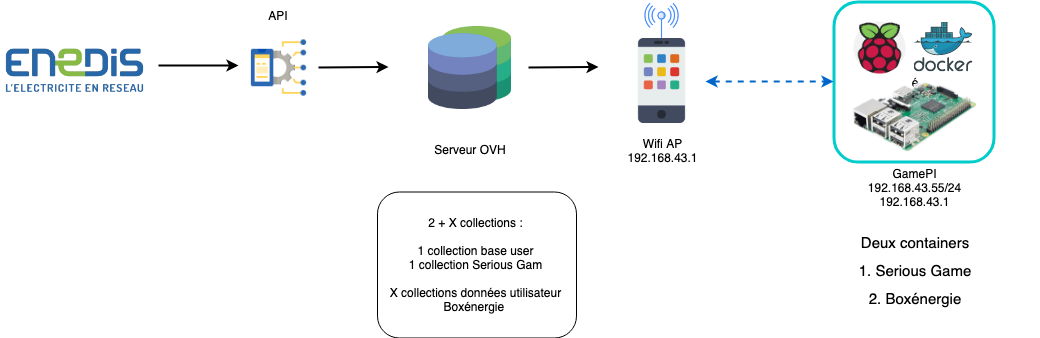 API
ENEDIS
L'ELECTRICITE EN RESEAU
Serveur OVH
Wifi AP
192.168.43.1
docker
é
GamePI
192.168.43.55/24
192.168.43.1
2 + X collections :
1 collection base user
1 collection Serious Gam
X collections données utilisateur
Boxénergie
Deux containers
1. Serious Game
2. Boxénergie